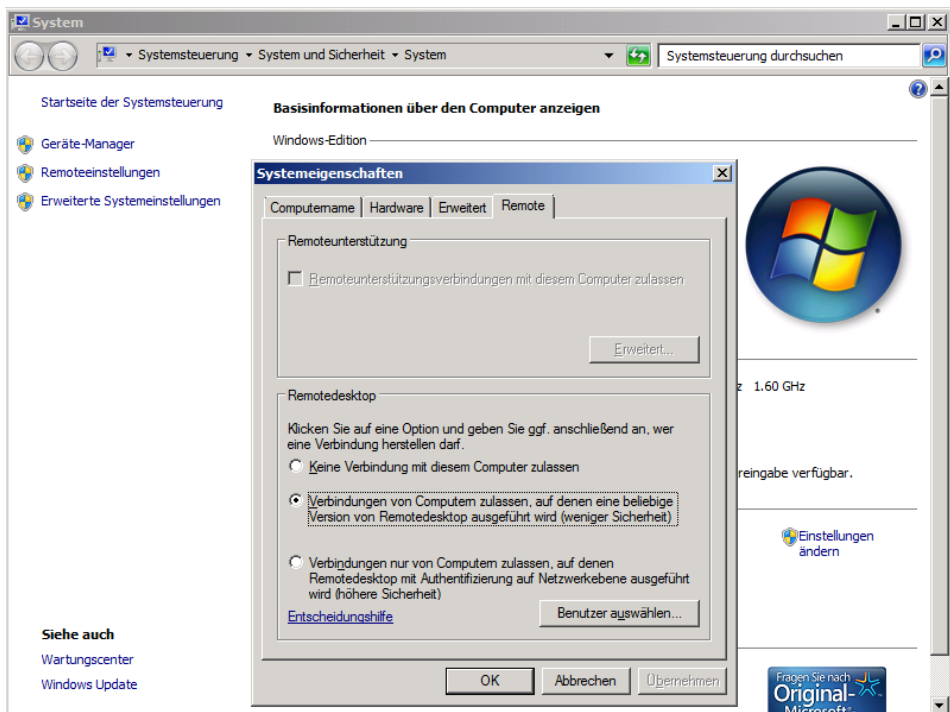 System
Systemsteuerung
System und Sicherheit
System
Systemsteuerung durchsuchen
Startseite der Systemsteuerung
Geräte-Manager
Remoteeinstellungen
Erweiterte Systemeinstellungen
Basisinformationen über den Computer anzeigen
Windows-Edition
Systemeigenschaften
Computername
Hardware
Erweitert
Remote
Remoteunterstützung
Remoteunterstützungsverbindungen mit diesem Computer zulassen
Erweitert...
Remotedesktop
Klicken Sie auf eine Option und geben Sie ggf. anschließend an, wer
eine Verbindung herstellen darf.
Keine Verbindung mit diesem Computer zulassen
Verbindungen von Computern zulassen, auf denen eine beliebige
Version von Remotedesktop ausgeführt wird (weniger Sicherheit)
Verbindungen nur von Computern zulassen, auf denen
Remotedesktop mit Authentifizierung auf Netzwerkebene ausgeführt
wird (höhere Sicherheit)
Entscheidungshilfe
Benutzer auswählen...
OK
Abbrechen
Übernehmen
z 1.60 GHz
reingabe verfügbar.
Einstellungen
ändern
Siehe auch
Wartungscenter
Windows Update
Fragen Sie nach
Original-
Microsoft-